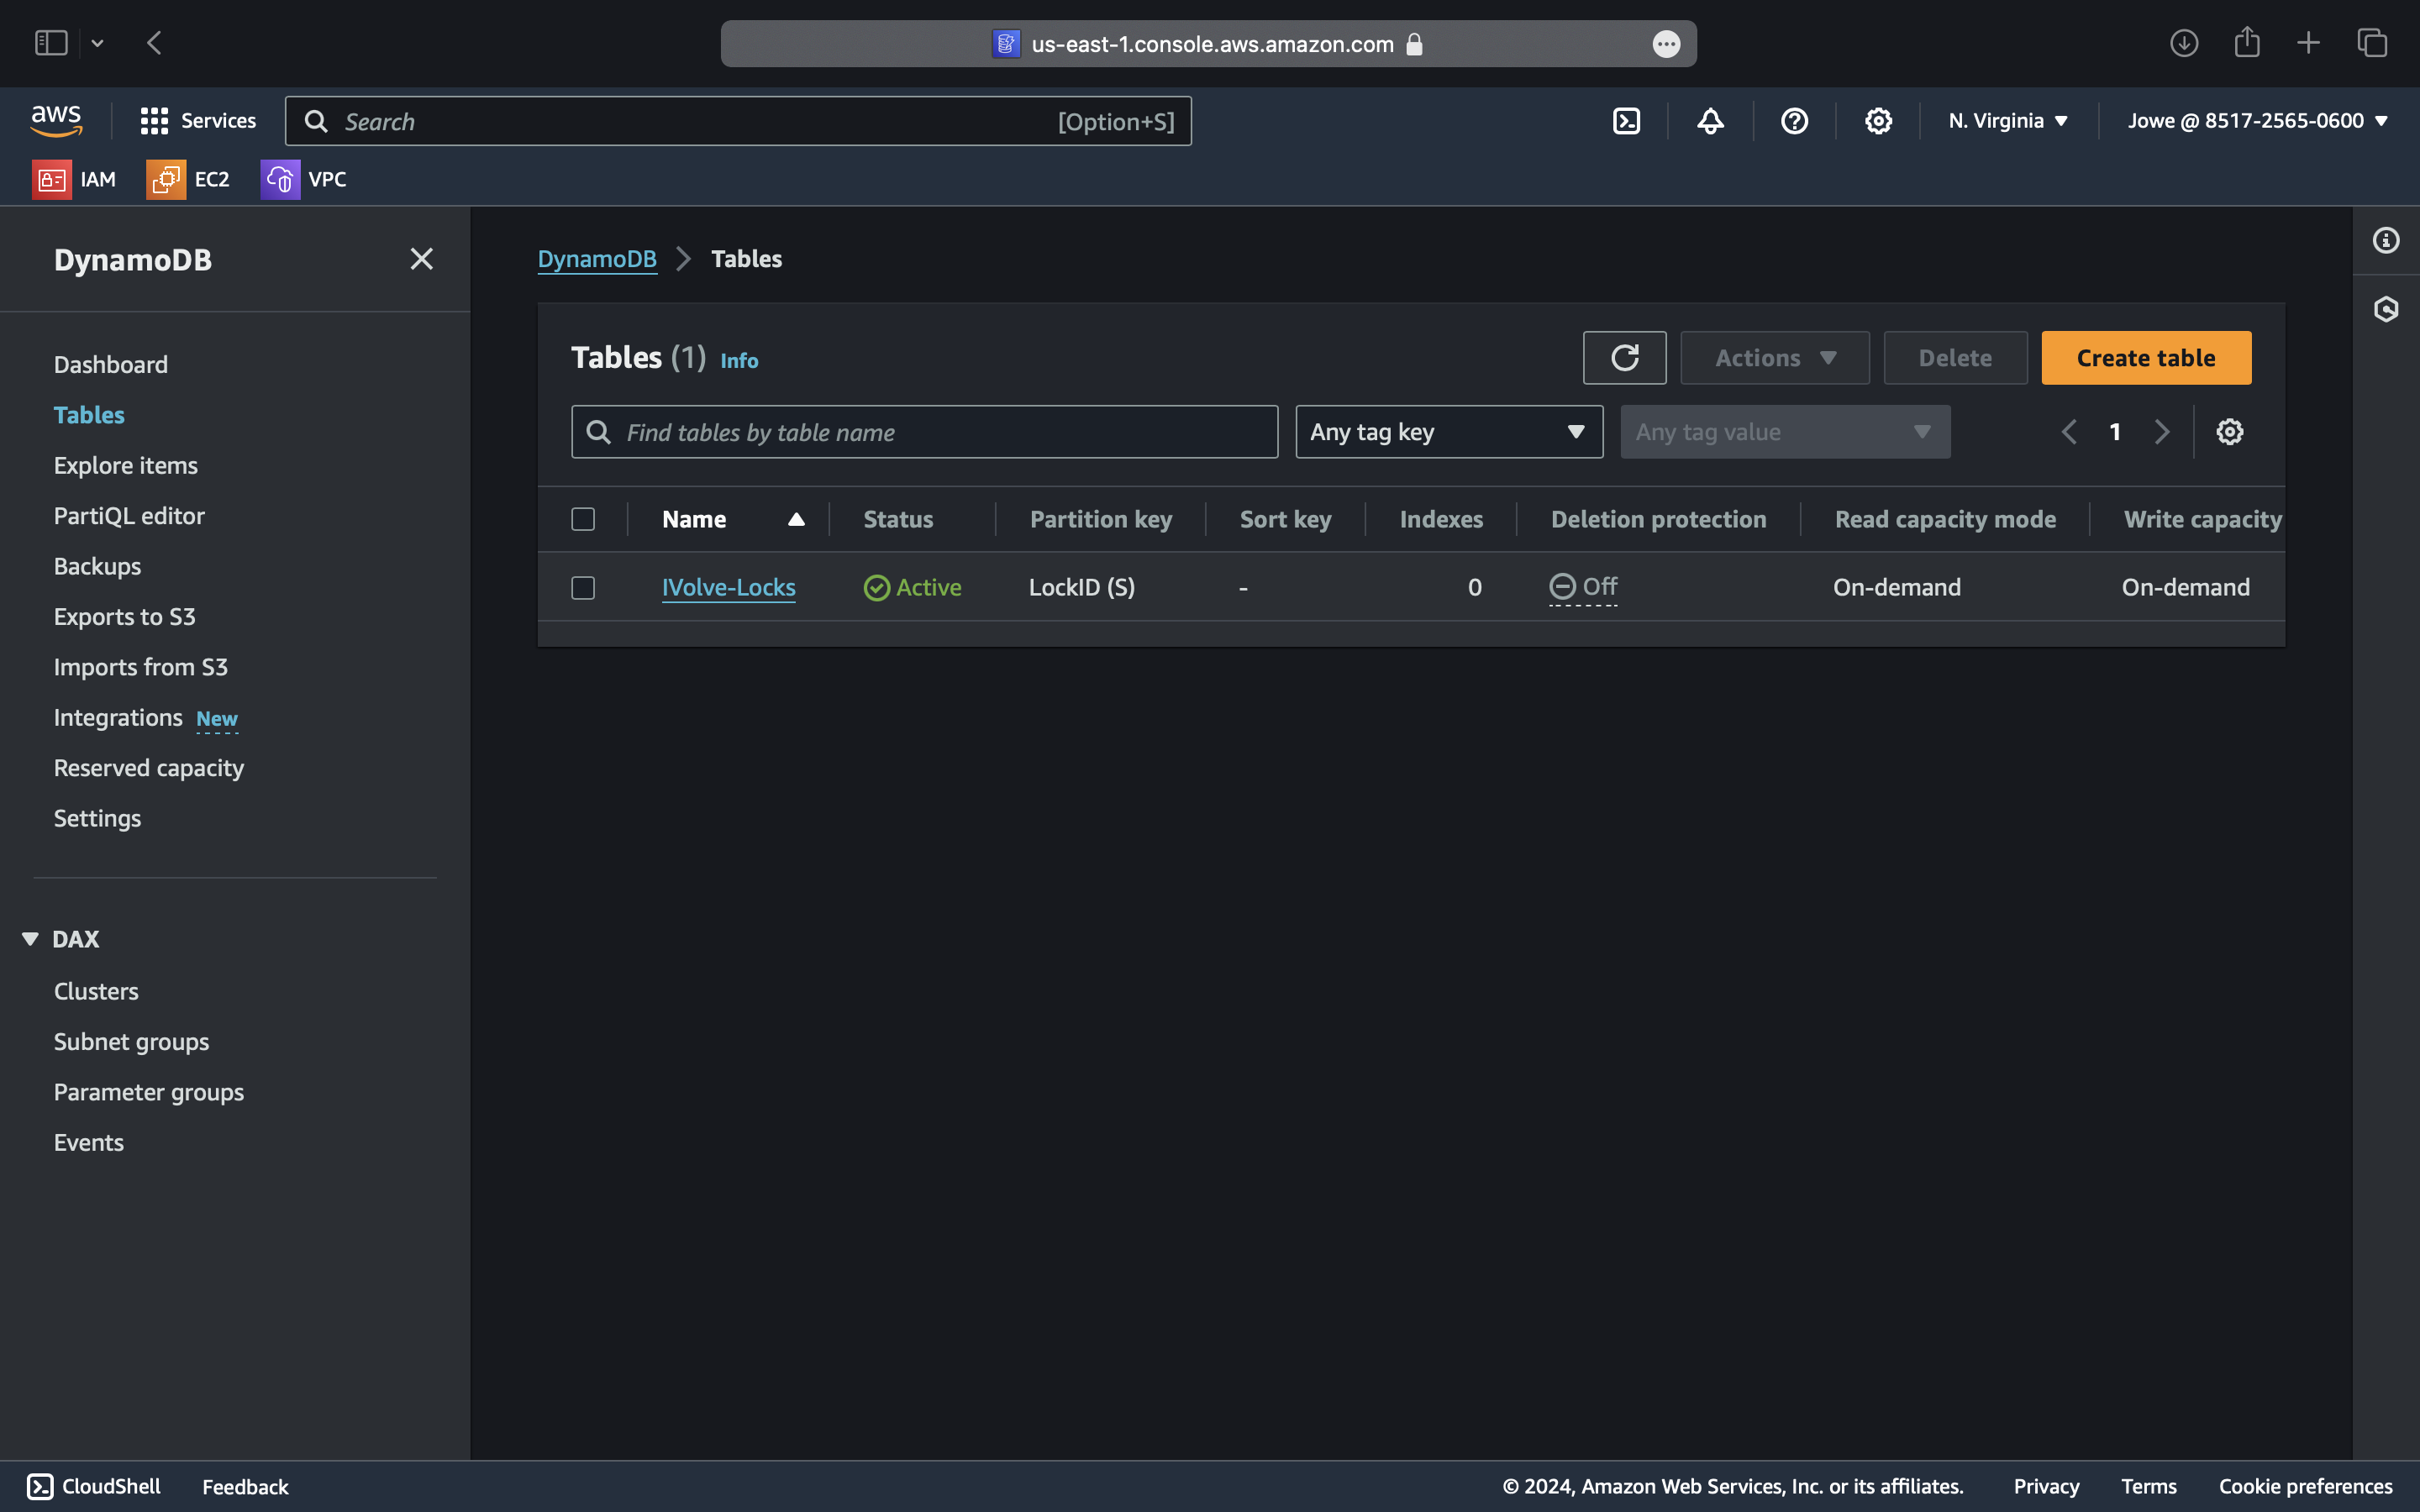 us-east-1.console.aws.amazon.com
aws
Services
Search
[Option+S]
N. Virginia
Jowe @ 8517-2565-0600
IAM
EC2
VPC
DynamoDB
Dashboard
Tables
Explore items
PartiQL editor
Backups
Exports to S3
Imports from S3
Integrations New
Reserved capacity
Settings
DAX
Clusters
Subnet groups
Parameter groups
Events
DynamoDB > Tables
Tables (1) Info
Actions
Delete
Create table
Find tables by table name
Any tag key
Any tag value
1
Name Status Partition key Sort key Indexes Deletion protection Read capacity mode Write capacity
IVolve-Locks Active LockID (S) - 0 Off On-demand On-demand
CloudShell Feedback © 2024, Amazon Web Services, Inc. or its affiliates. Privacy Terms Cookie preferences